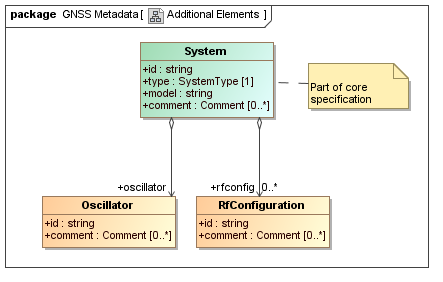 package GNSS Metadata [ Additional Elements ]
System
+id : string
+type : SystemType [1]
+model : string
+comment : Comment [0..*]
Part of core
specification
+oscillator
+rfconfig 0..*
Oscillator
+id : string
+comment : Comment [0..*]
RfConfiguration
+id : string
+comment : Comment [0..*]